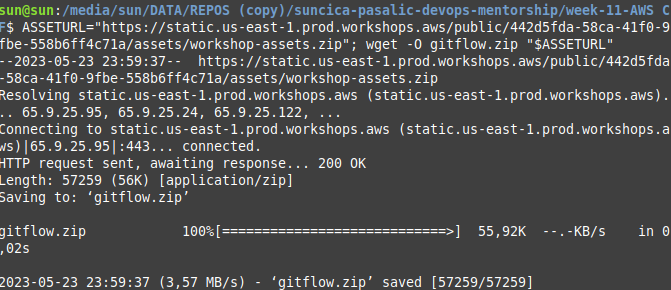 sun@sun:/media/sun/DATA/REPOS (copy)/suncica-pasalic-devops-mentorship/week-11-AWS C
F$ ASSETURL="https://static.us-east-1.prod.workshops.aws/public/442d5fda-58ca-41f0-9
fbe-558b6ff4c71a/assets/workshop-assets.zip"; wget -O gitflow.zip "$ASSETURL"
--2023-05-23 23:59:37--  https://static.us-east-1.prod.workshops.aws/public/442d5fda
-58ca-41f0-9fbe-558b6ff4c71a/assets/workshop-assets.zip
Resolving static.us-east-1.prod.workshops.aws (static.us-east-1.prod.workshops.aws).
.. 65.9.25.95, 65.9.25.24, 65.9.25.122, ...
Connecting to static.us-east-1.prod.workshops.aws (static.us-east-1.prod.workshops.a
ws)|65.9.25.95|:443... connected.
HTTP request sent, awaiting response... 200 OK
Length: 57259 (56K) [application/zip]
Saving to: ‘gitflow.zip’
gitflow.zip          100%[============================>]  55,92K  --.-KB/s    in 0
,02s
2023-05-23 23:59:37 (3,57 MB/s) - ‘gitflow.zip’ saved [57259/57259]